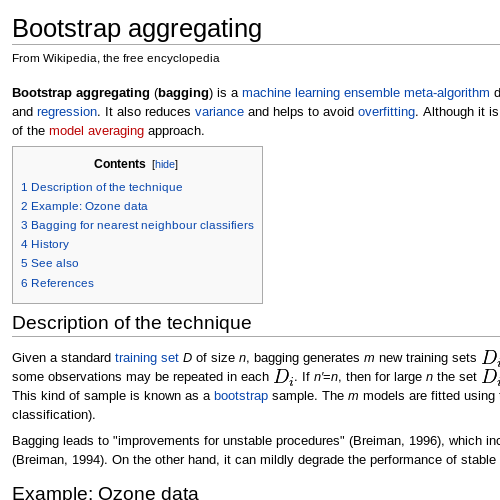 Bootstrap aggregating
From Wikipedia, the free encyclopedia
Bootstrap aggregating (bagging) is a machine learning ensemble meta-algorithm d
and regression. It also reduces variance and helps to avoid overfitting. Although it is
of the model averaging approach.
Contents [hide]
1 Description of the technique
2 Example: Ozone data
3 Bagging for nearest neighbour classifiers
4 History
5 See also
6 References
Description of the technique
Given a standard training set D of size n, bagging generates m new training sets Di
some observations may be repeated in each Di. If n'=n, then for large n the set Di
This kind of sample is known as a bootstrap sample. The m models are fitted using
classification).
Bagging leads to "improvements for unstable procedures" (Breiman, 1996), which inc
(Breiman, 1994). On the other hand, it can mildly degrade the performance of stable
Example: Ozone data